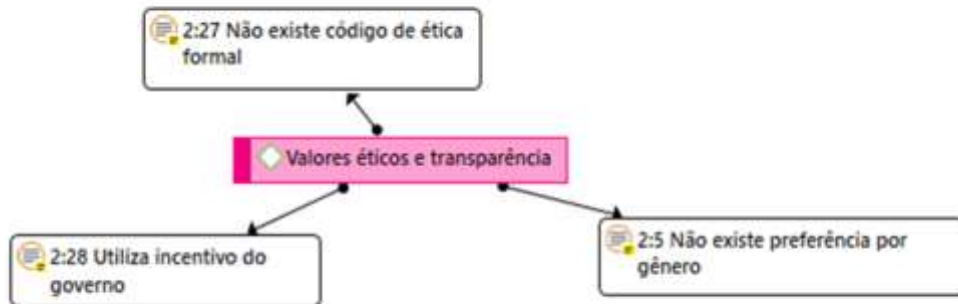 2:27 Não existe código de ética
formal
Valores éticos e transparência
2:28 Utiliza incentivo do
governo
2:5 Não existe preferência por
gênero